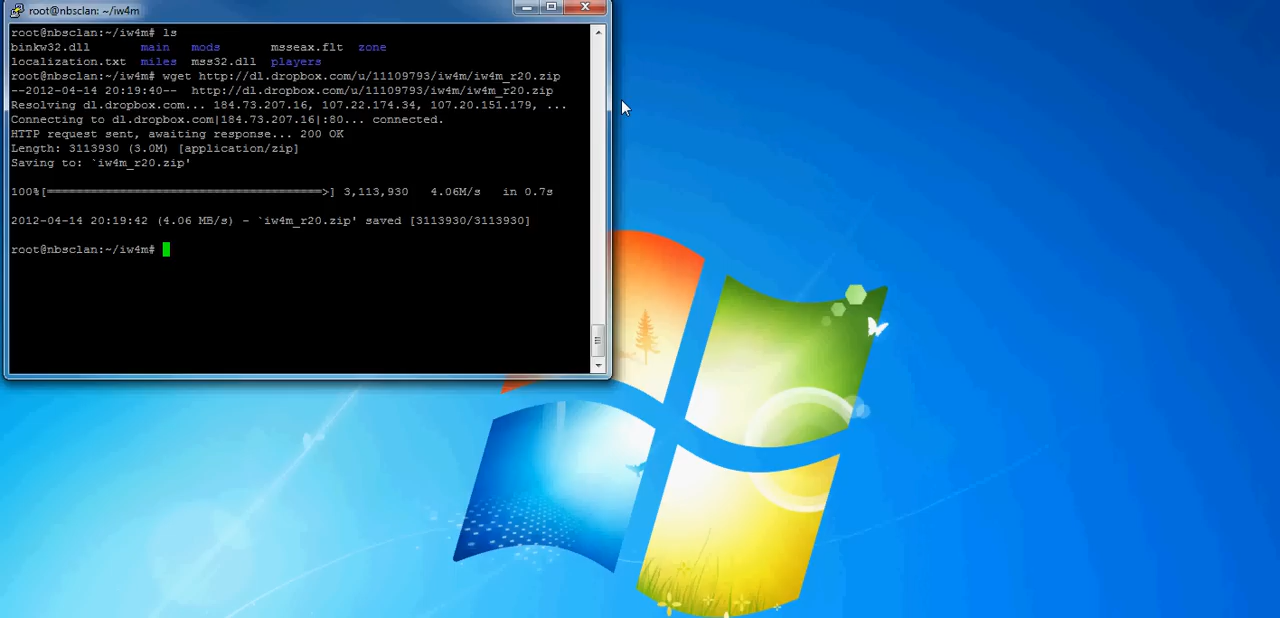 root@nbsclan: ~/iw4m
root@nbsclan:~/iw4m# ls
binkw32.dll main mods msseax.flt zone
localization.txt miles mss32.dll players
root@nbsclan:~/iw4m# wget http://dl.dropbox.com/u/11109793/iw4m/iw4m_r20.zip
--2012-04-14 20:19:40-- http://dl.dropbox.com/u/11109793/iw4m/iw4m_r20.zip
Resolving dl.dropbox.com... 184.73.207.16, 107.22.174.34, 107.20.151.179, ...
Connecting to dl.dropbox.com|184.73.207.16|:80... connected.
HTTP request sent, awaiting response... 200 OK
Length: 3113930 (3.0M) [application/zip]
Saving to: `iw4m_r20.zip'
100%[======================================>] 3,113,930 4.06M/s in 0.7s
2012-04-14 20:19:42 (4.06 MB/s) - `iw4m_r20.zip' saved [3113930/3113930]
root@nbsclan:~/iw4m#